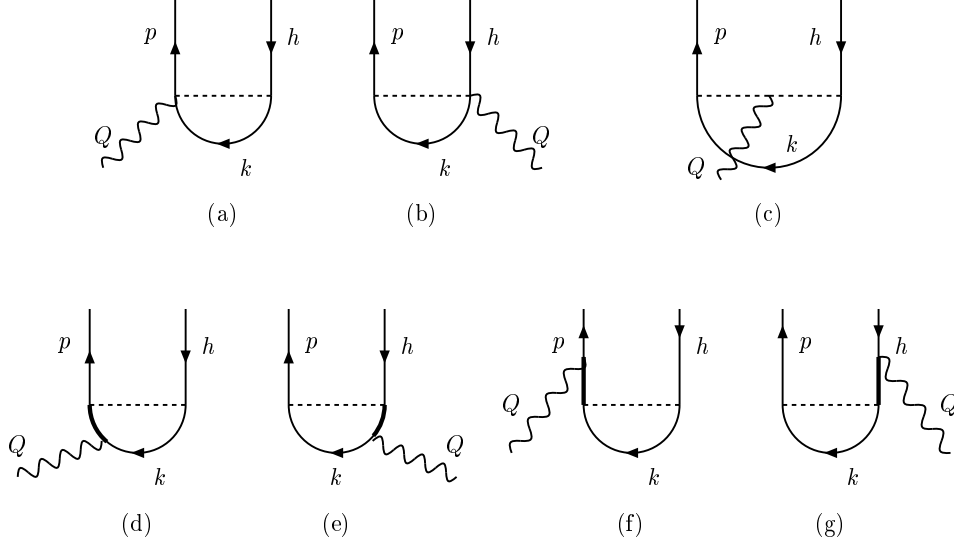 p h p h p h
Q Q k
k k Q
(a) (b) (c)
p h p h p h p h
Q Q Q Q
k k k k
(d) (e) (f) (g)